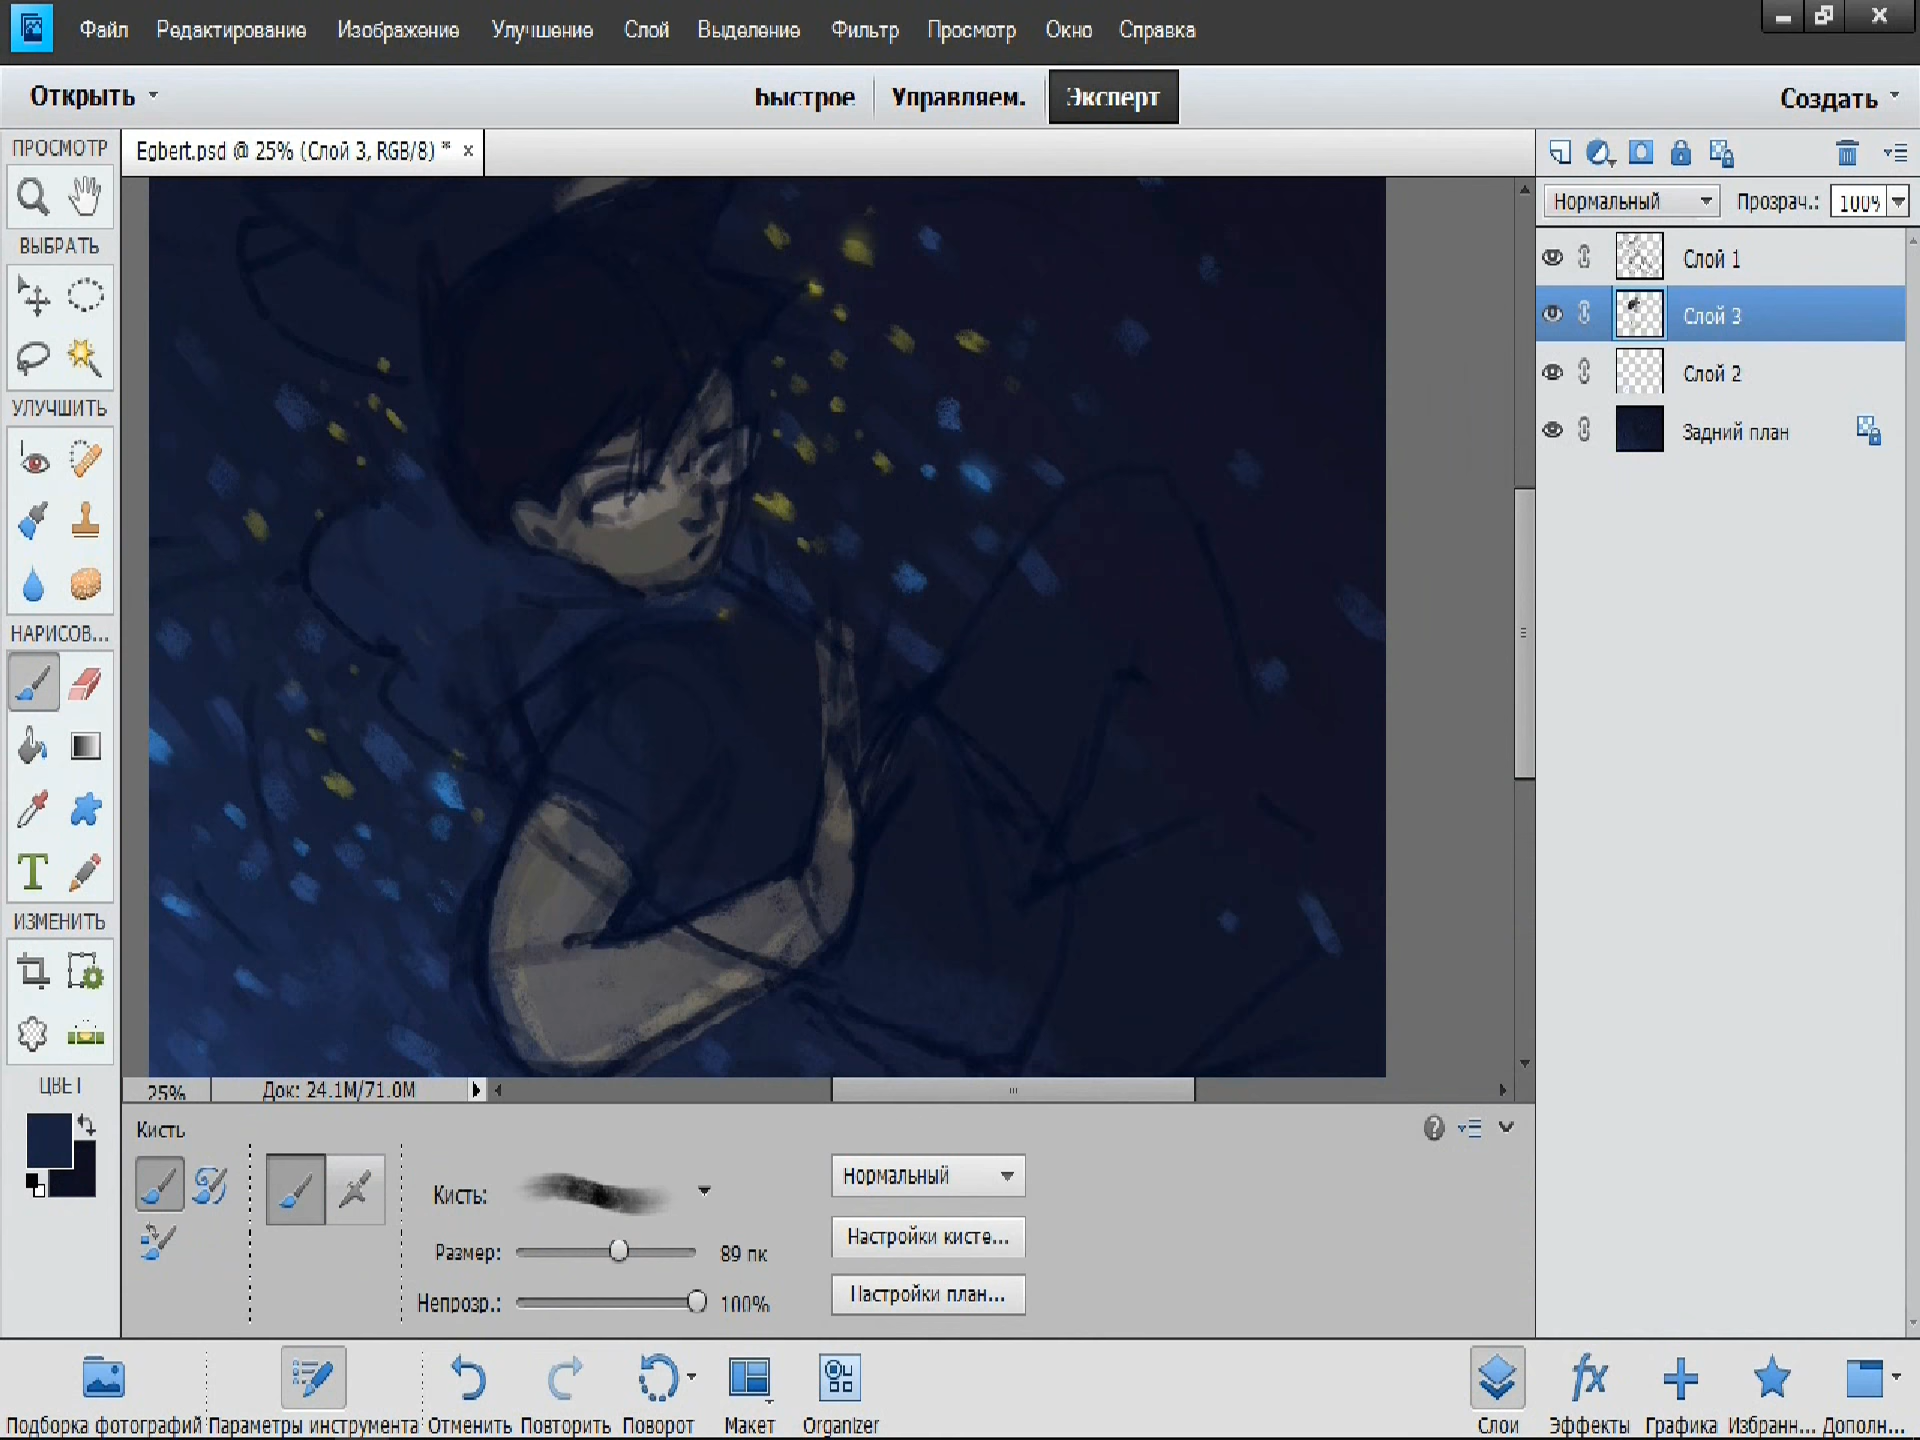 Файл Редактирование Изображение Улучшение Слой Выделение Фильтр Просмотр Окно Справка
Открыть Быстрое Управляем. Эксперт Создать
ПРОСМОТР
Egbert.psd @ 25% (Слой 3, RGB/8) * ×
Нормальный Прозрач.: 100%
ВЫБРАТЬ
Слой 1
Слой 3
Слой 2
Задний план
УЛУЧШИТЬ
НАРИСОВ...
ИЗМЕНИТЬ
ЦВЕТ
25% Док: 24.1M/71.0M
Кисть
Кисть:
Размер: 89 пк
Непрозр.: 100%
Нормальный
Настройки кисте...
Настройки план...
Подборка фотографий Параметры инструмента Отменить Повторить Поворот Макет Organizer Слои Эффекты Графика Избранн... Дополн...